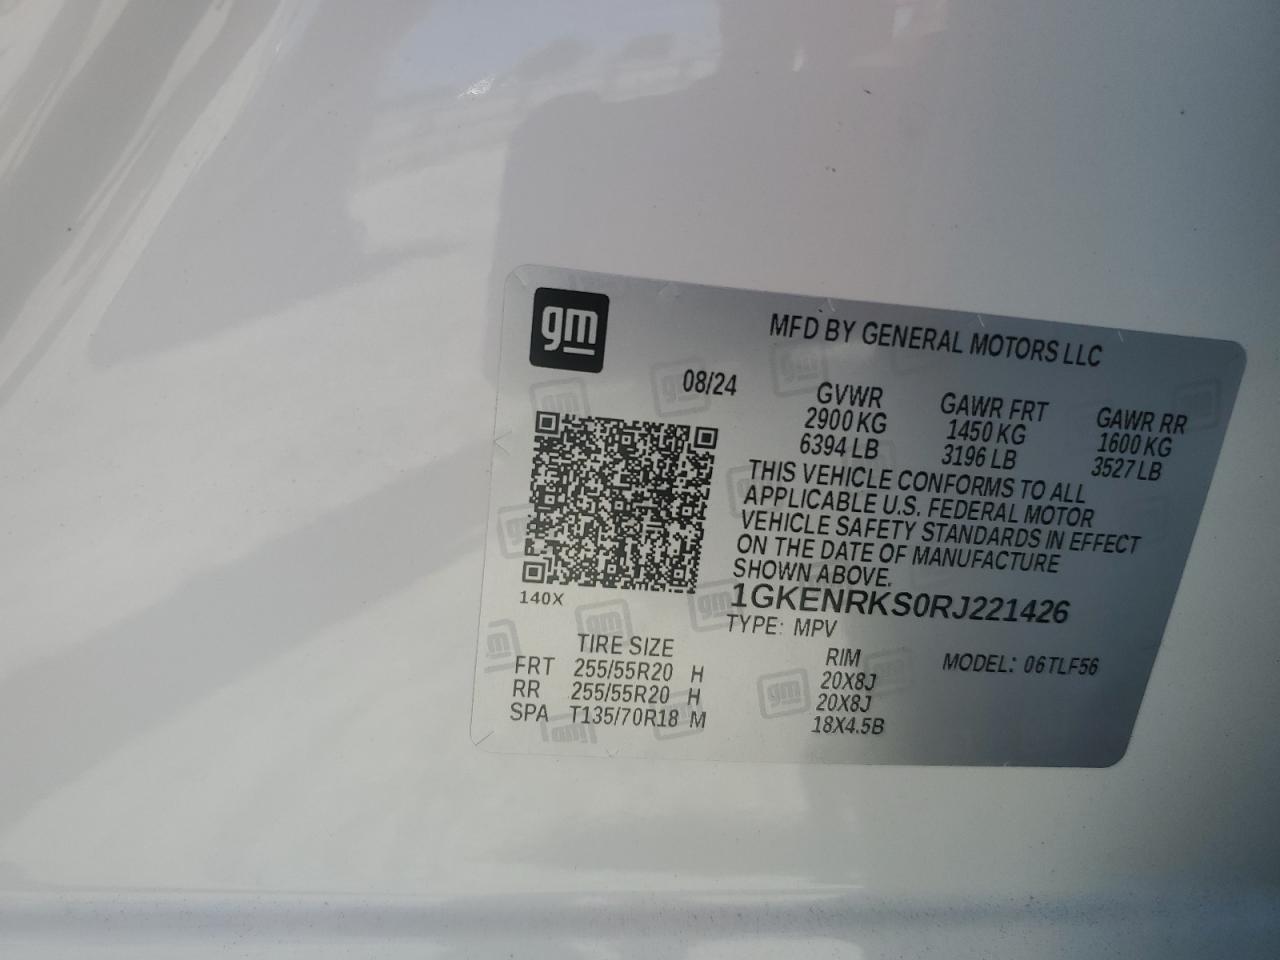 gm
MFD BY GENERAL MOTORS LLC
08/24
GVWR GAWR FRT GAWR RR
2900 KG 1450 KG 1600 KG
6394 LB 3196 LB 3527 LB
THIS VEHICLE CONFORMS TO ALL
APPLICABLE U.S. FEDERAL MOTOR
VEHICLE SAFETY STANDARDS IN EFFECT
ON THE DATE OF MANUFACTURE
SHOWN ABOVE.
140X
1GKENRKS0RJ221426
TYPE: MPV
MODEL: 06TLF56
TIRE SIZE RIM
FRT 255/55R20 H 20X8J
RR 255/55R20 H 20X8J
SPA T135/70R18 M 18X4.5B